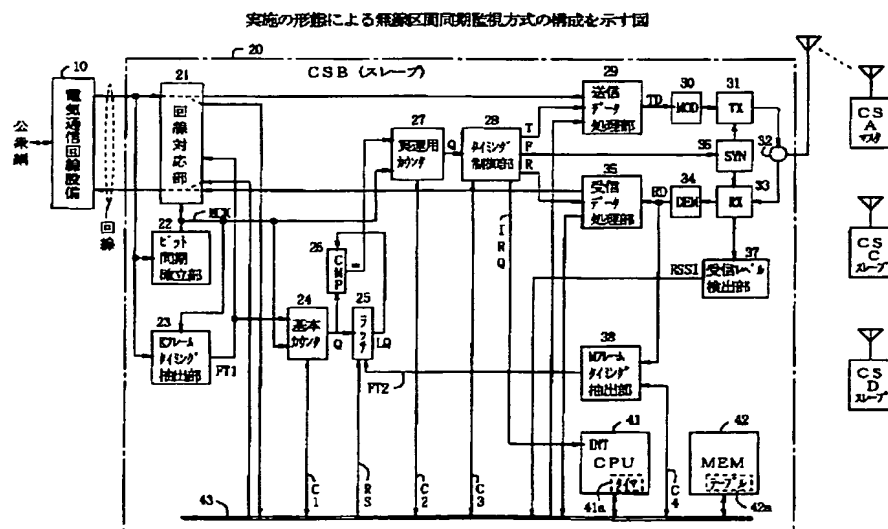 実施の形態による無線区間同期監視方式の構成を示す図
20
CSB (スレーブ)
10
電気通信回線設備
公衆網
回線
21
回線対応部
MCK
22
ビット
同期
確立部
23
Kフレーム
タイミング
抽出部
FT1
24
基本
カウンタ
Q
25
ラッチ
LQ
26
CMP
=
27
実運用
カウンタ
Q
28
タイミング
T
F
R
IRQ
29
送信
データ
処理部
TD
30
MOD
31
TX
32
36
SYN
35
受信
データ
処理部
RD
34
DEM
33
RX
37
受信レベル
検出部
RSSI
38
Mフレーム
タイミング
抽出部
FT2
41
INT
CPU
タイマ
41a
42
MEM
テーブル
42a
43
C1
RS
C2
C3
C4
CS
A
マスタ
CS
C
スレーブ
CS
D
スレーブ